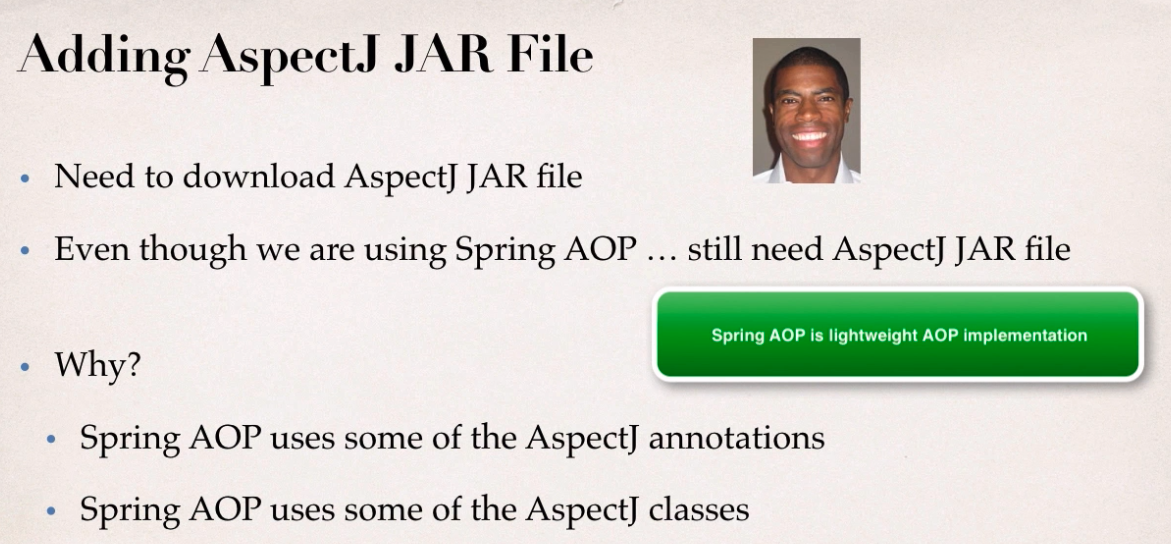 Adding AspectJ JAR File
• Need to download AspectJ JAR file
• Even though we are using Spring AOP … still need AspectJ JAR file
Spring AOP is lightweight AOP implementation
• Why?
• Spring AOP uses some of the AspectJ annotations
• Spring AOP uses some of the AspectJ classes